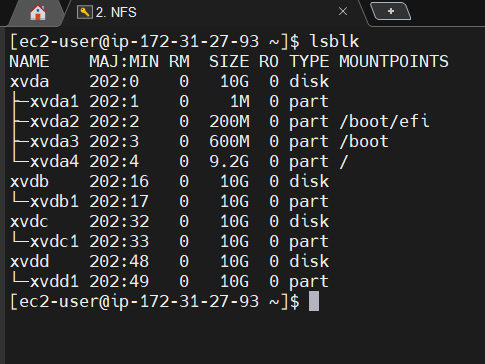 2. NFS
[ec2-user@ip-172-31-27-93 ~]$ lsblk
NAME    MAJ:MIN RM  SIZE RO TYPE MOUNTPOINTS
xvda    202:0    0   10G  0 disk
├─xvda1 202:1    0    1M  0 part
├─xvda2 202:2    0  200M  0 part /boot/efi
├─xvda3 202:3    0  600M  0 part /boot
└─xvda4 202:4    0  9.2G  0 part /
xvdb    202:16   0   10G  0 disk
└─xvdb1 202:17   0   10G  0 part
xvdc    202:32   0   10G  0 disk
└─xvdc1 202:33   0   10G  0 part
xvdd    202:48   0   10G  0 disk
└─xvdd1 202:49   0   10G  0 part
[ec2-user@ip-172-31-27-93 ~]$